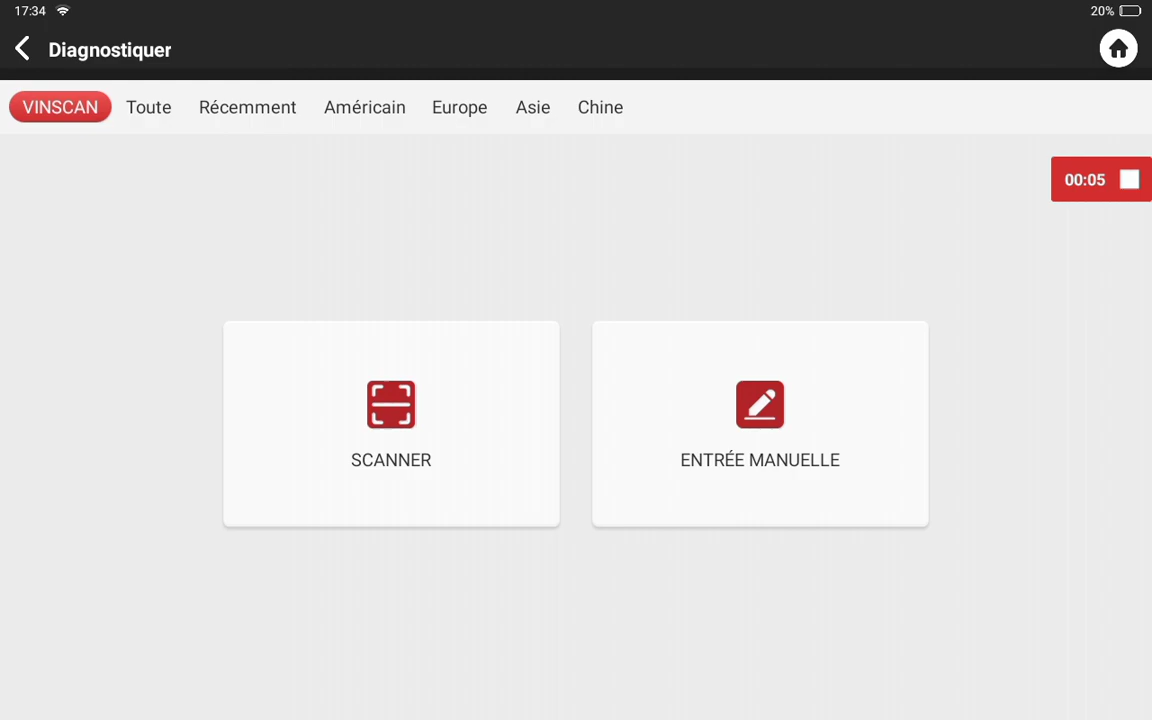 17:34
20%
Diagnostiquer
VINSCAN Toute Récemment Américain Europe Asie Chine
00:05
SCANNER
ENTRÉE MANUELLE